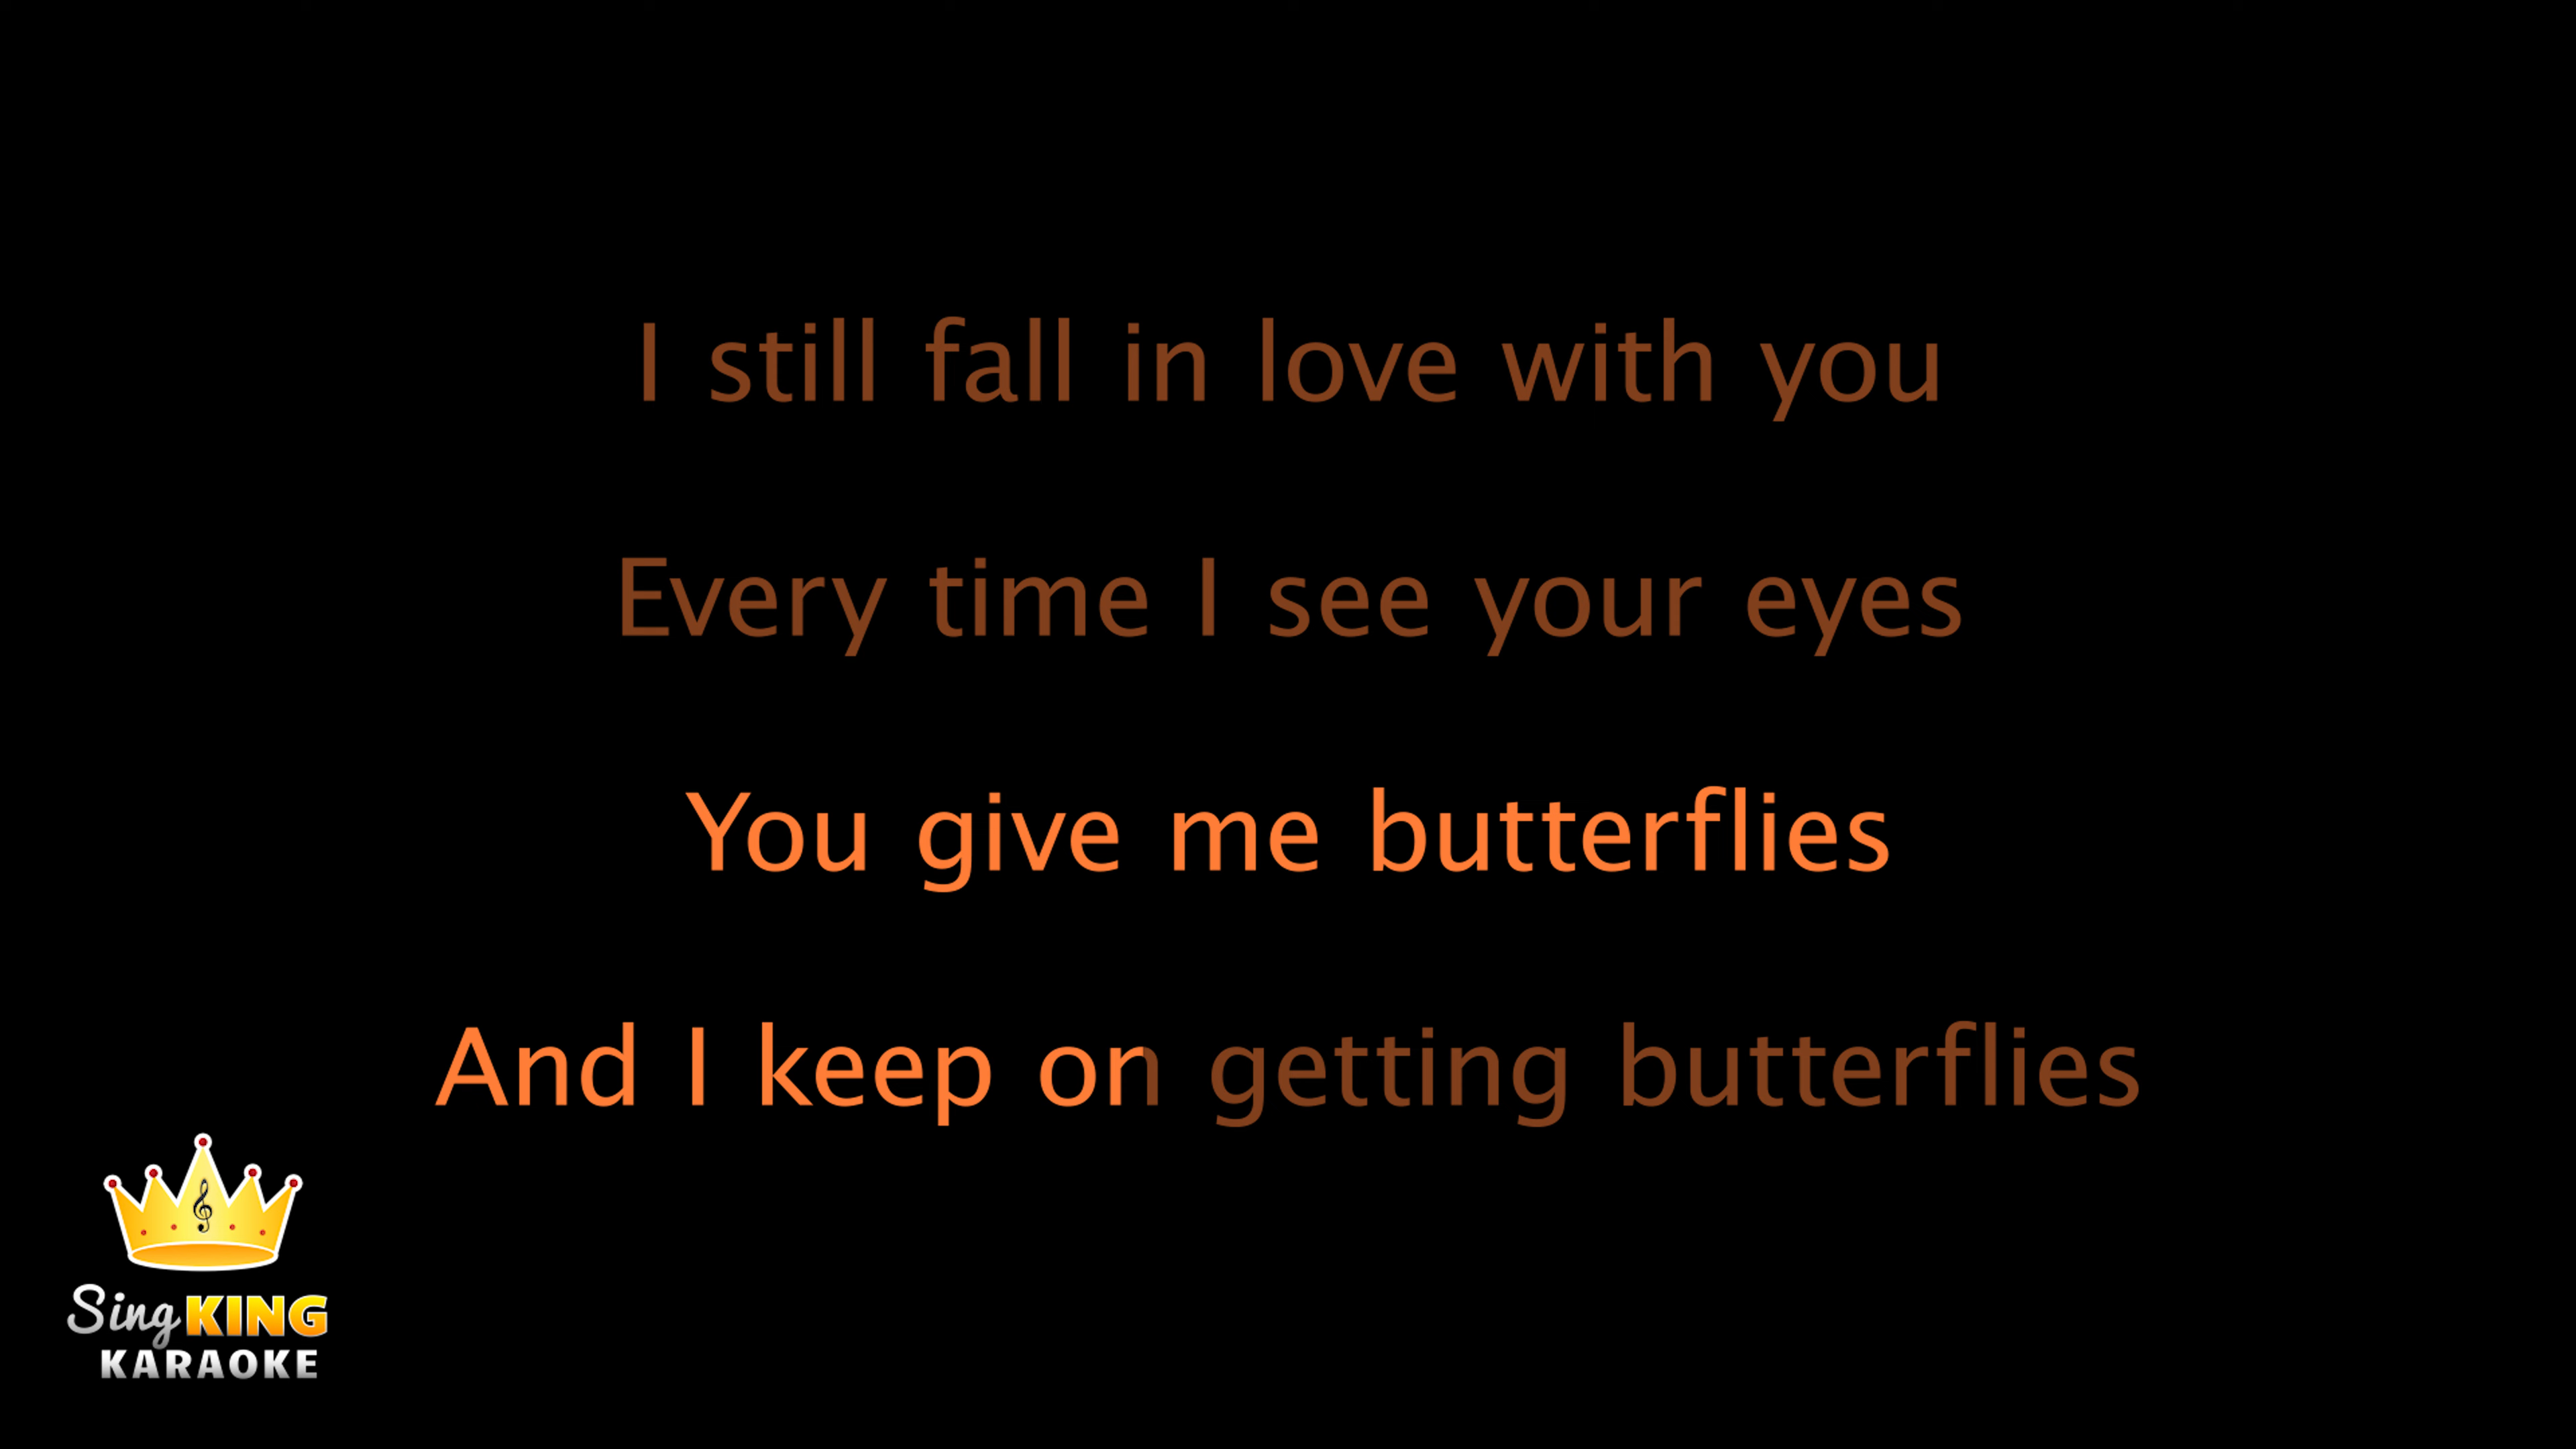 I still fall in love with you
Every time I see your eyes
You give me butterflies
And I keep on getting butterflies
Sing KING
KARAOKE